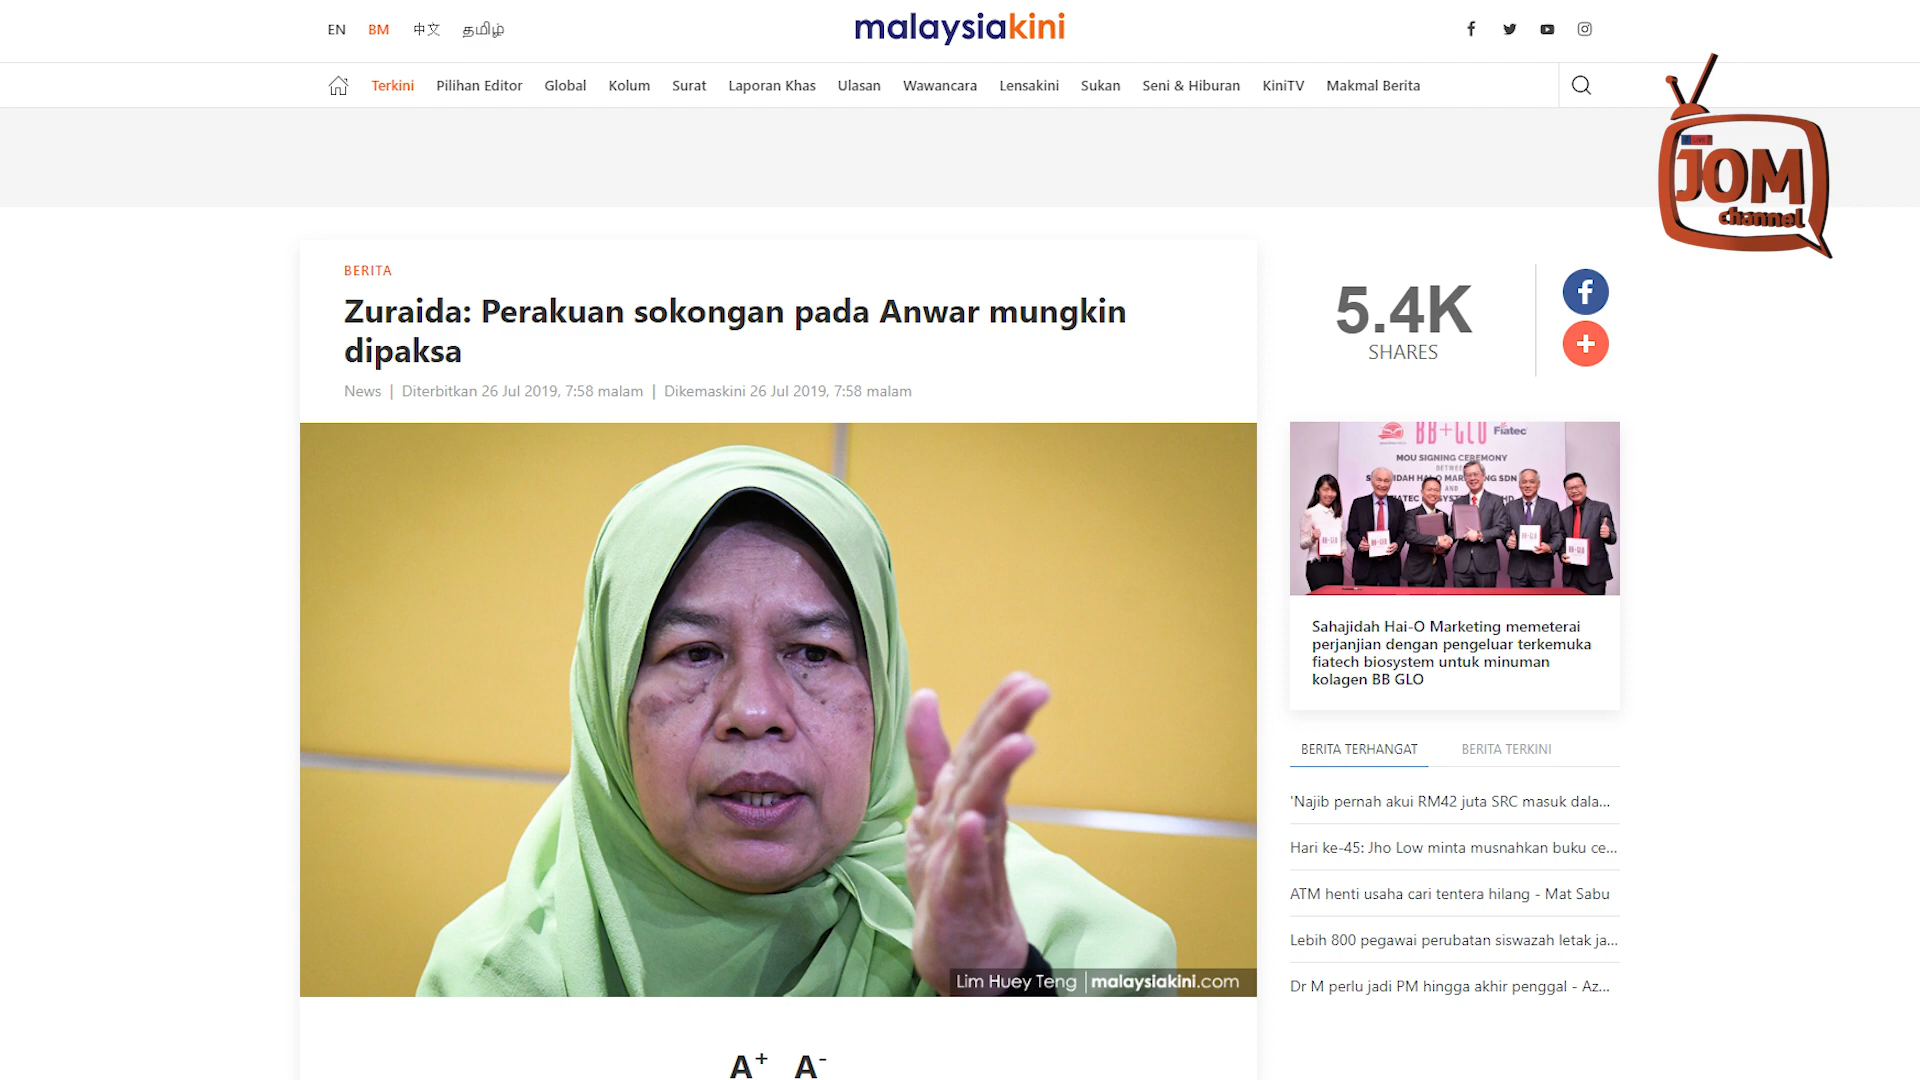 EN BM 中文 தமிழ்
malaysiakini
Terkini Pilihan Editor Global Kolum Surat Laporan Khas Ulasan Wawancara Lensakini Sukan Seni & Hiburan KiniTV Makmal Berita
JOM
channel
BERITA
Zuraida: Perakuan sokongan pada Anwar mungkin
dipaksa
News | Diterbitkan 26 Jul 2019, 7:58 malam | Dikemaskini 26 Jul 2019, 7:58 malam
Lim Huey Teng | malaysiakini.com
A+ A-
5.4K
SHARES
BB+GLO Fiatec
MOU SIGNING CEREMONY
Sahajidah Hai-O Marketing memeterai
perjanjian dengan pengeluar terkemuka
fiatech biosystem untuk minuman
kolagen BB GLO
BERITA TERHANGAT BERITA TERKINI
'Najib pernah akui RM42 juta SRC masuk dala...
Hari ke-45: Jho Low minta musnahkan buku ce...
ATM henti usaha cari tentera hilang - Mat Sabu
Lebih 800 pegawai perubatan siswazah letak ja...
Dr M perlu jadi PM hingga akhir penggal - Az...